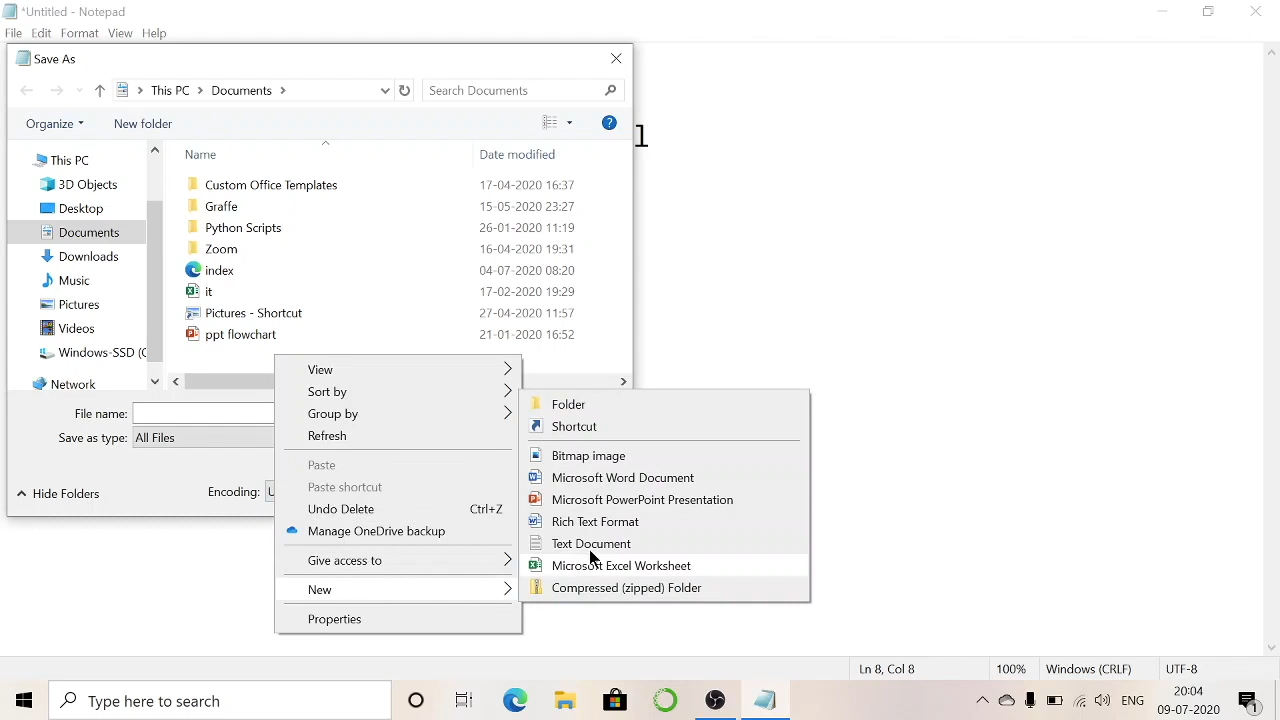 *Untitled - Notepad
File Edit Format View Help
Save As
This PC Documents
Search Documents
Organize New folder
This PC
3D Objects
Desktop
Documents
Downloads
Music
Pictures
Videos
Windows-SSD (C
Network
Name Date modified
Custom Office Templates 17-04-2020 16:37
Graffe 15-05-2020 23:27
Python Scripts 26-01-2020 11:19
Zoom 16-04-2020 19:31
index 04-07-2020 08:20
it 17-02-2020 19:29
Pictures - Shortcut 27-04-2020 11:57
ppt flowchart 21-01-2020 16:52
l
File name:
Save as type: All Files
Hide Folders
Encoding: U
View
Sort by
Group by
Refresh
Paste
Paste shortcut
Undo Delete Ctrl+Z
Manage OneDrive backup
Give access to
New
Properties
Folder
Shortcut
Bitmap image
Microsoft Word Document
Microsoft PowerPoint Presentation
Rich Text Format
Text Document
Microsoft Excel Worksheet
Compressed (zipped) Folder
Ln 8, Col 8 100% Windows (CRLF) UTF-8
Type here to search
ENG
20:04
09-07-2020
1